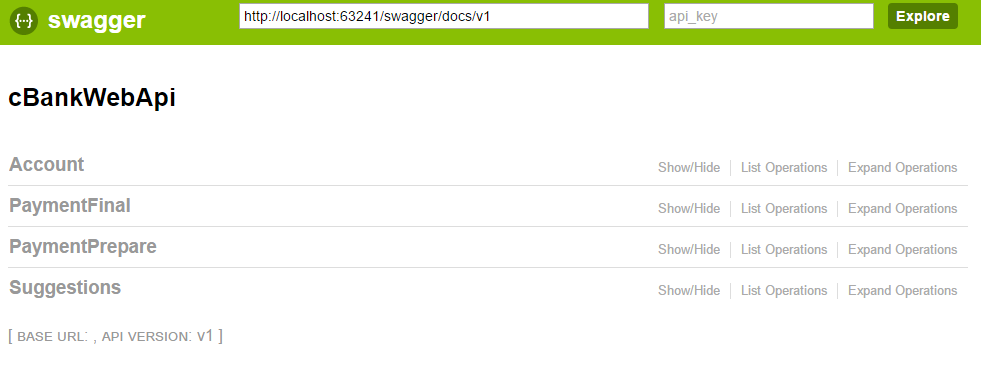 {···} swagger http://localhost:63241/swagger/docs/v1 api_key Explore
cBankWebApi
Account Show/Hide List Operations Expand Operations
PaymentFinal Show/Hide List Operations Expand Operations
PaymentPrepare Show/Hide List Operations Expand Operations
Suggestions Show/Hide List Operations Expand Operations
[ BASE URL: , API VERSION: v1 ]